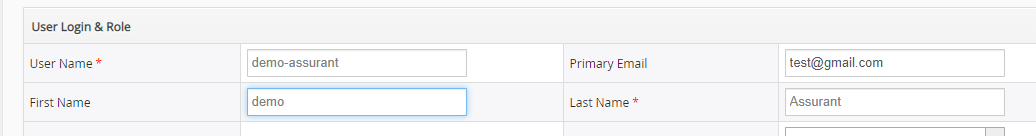 User Login & Role
User Name * demo-assurant Primary Email test@gmail.com
First Name demo Last Name * Assurant